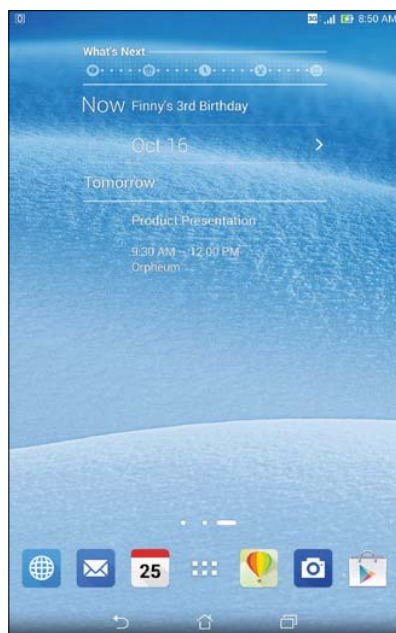 3G 8:50 AM
What's Next
Now Finny's 3rd Birthday
Oct 16
Tomorrow
Product Presentation
9:30 AM – 12:00 PM
Orpheum
25